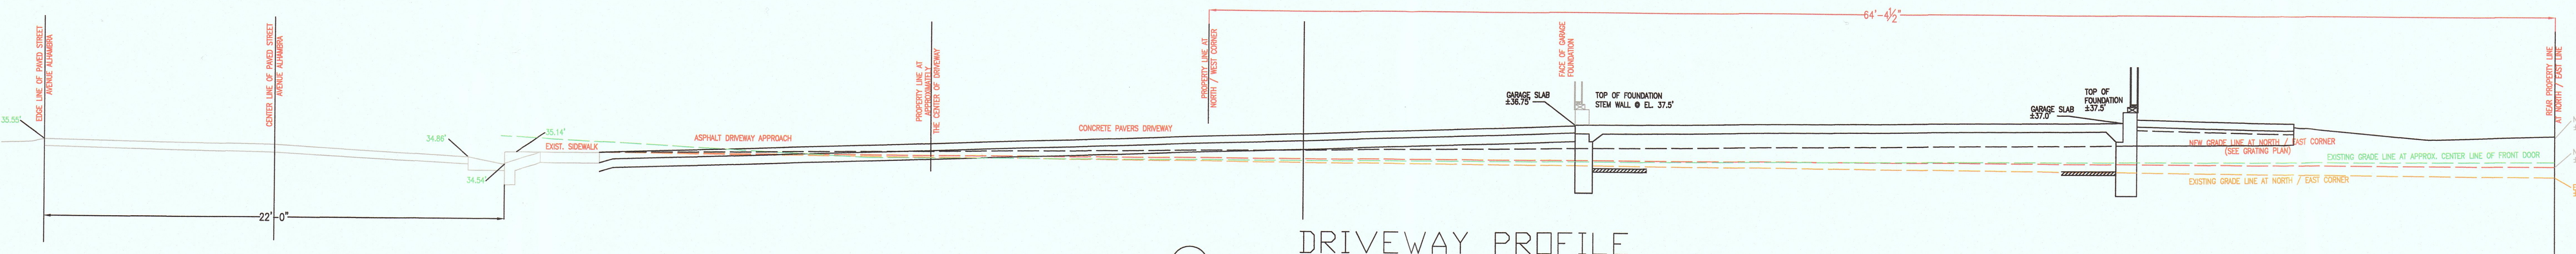 64'-4½"
EDGE LINE OF PAVED STREET
AVENUE ALHAMBRA
CENTER LINE OF PAVED STREET
AVENUE ALHAMBRA
PROPERTY LINE AT
APPROXIMATELY
THE CENTER OF DRIVEWAY
PROPERTY LINE AT
NORTH / WEST CORNER
FACE OF GARAGE
FOUNDATION
REAR PROPERTY LINE
AT NORTH / EAST LINE
35.55'
34.86'
34.54'
35.14'
EXIST. SIDEWALK
ASPHALT DRIVEWAY APPROACH
CONCRETE PAVERS DRIVEWAY
GARAGE SLAB
±36.75'
TOP OF FOUNDATION
STEM WALL @ EL. 37.5'
GARAGE SLAB
±37.0'
TOP OF
FOUNDATION
±37.5'
NEW GRADE LINE AT NORTH / EAST CORNER
(SEE GRATING PLAN)
EXISTING GRADE LINE AT APPROX. CENTER LINE OF FRONT DOOR
EXISTING GRADE LINE AT NORTH / EAST CORNER
22'-0"
DRIVEWAY PROFILE